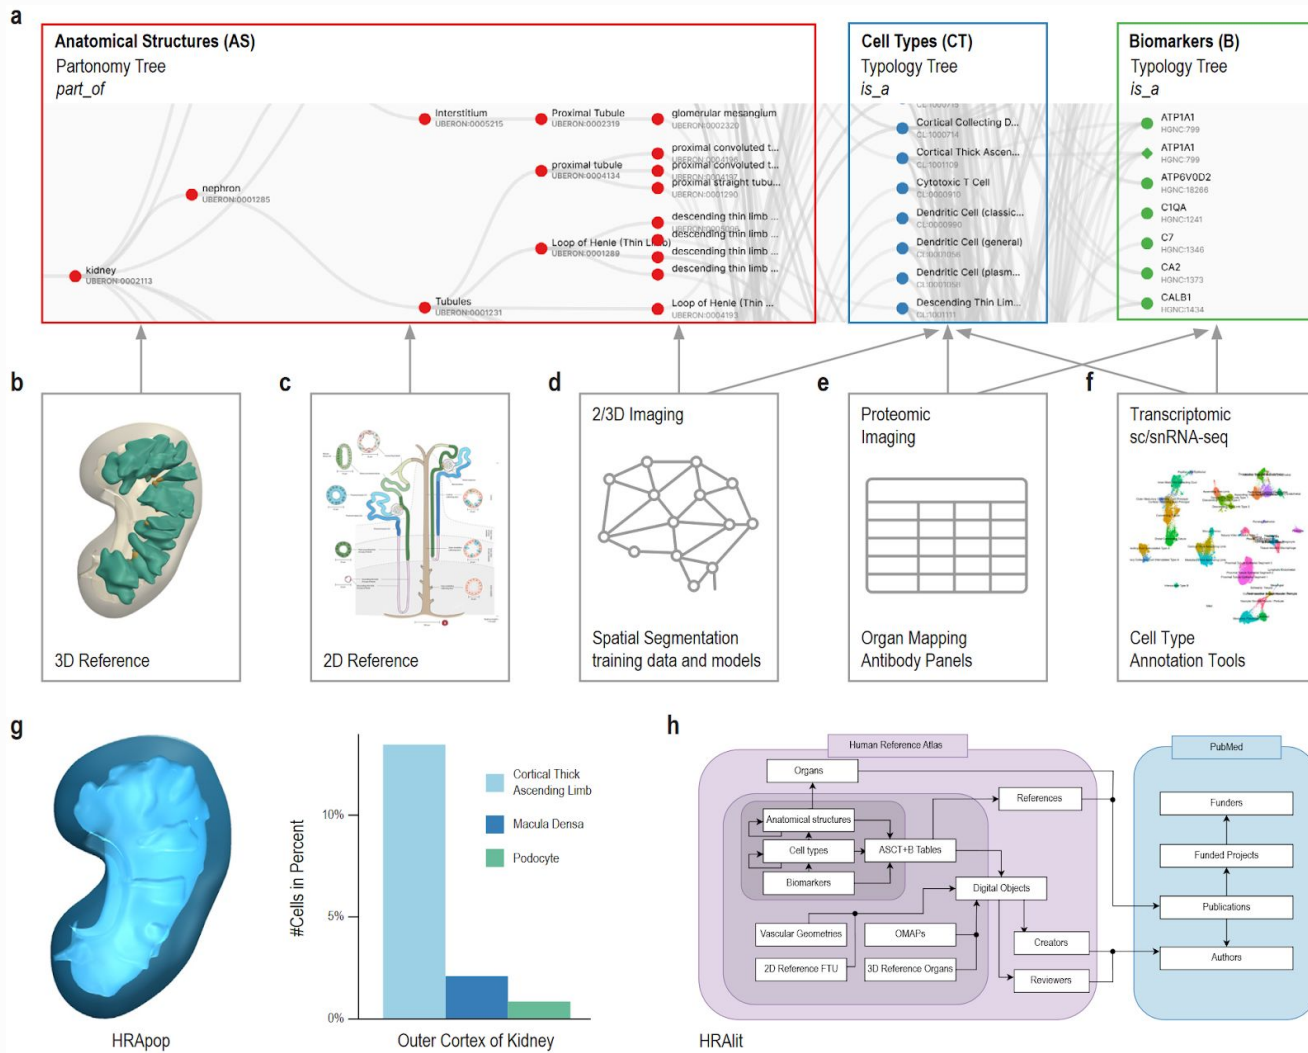 a
Anatomical Structures (AS)
Partonomy Tree
part_of
kidney
UBERON:0002113
nephron
UBERON:0001285
Interstitium
UBERON:0005215
Tubules
UBERON:0001231
Proximal Tubule
UBERON:0002319
proximal tubule
UBERON:0004134
Loop of Henle (Thin Limb)
UBERON:0001289
glomerular mesangium
UBERON:0002320
proximal convoluted t...
UBERON:0004196
proximal convoluted t...
UBERON:0004197
proximal straight tubu...
UBERON:0001290
descending thin limb ...
descending thin limb ...
descending thin limb ...
descending thin limb ...
Loop of Henle (Thin ...
UBERON:0004193
Cell Types (CT)
Typology Tree
is_a
Cortical Collecting D...
CL:1000714
Cortical Thick Ascen...
CL:1001109
Cytotoxic T Cell
CL:0000910
Dendritic Cell (classic...
CL:0000990
Dendritic Cell (general)
CL:0001056
Dendritic Cell (plasm...
CL:0001058
Descending Thin Lim...
CL:1001111
Biomarkers (B)
Typology Tree
is_a
ATP1A1
HGNC:799
ATP1A1
HGNC:799
ATP6V0D2
HGNC:18266
C1QA
HGNC:1241
C7
HGNC:1346
CA2
HGNC:1373
CALB1
HGNC:1434
b
3D Reference
c
2D Reference
d
2/3D Imaging
Spatial Segmentation
training data and models
e
Proteomic
Imaging
Organ Mapping
Antibody Panels
f
Transcriptomic
sc/snRNA-seq
Cell Type
Annotation Tools
g
HRApop
#Cells in Percent
10%
5%
0%
Cortical Thick
Ascending Limb
Macula Densa
Podocyte
Outer Cortex of Kidney
h
Human Reference Atlas
Organs
Anatomical structures
Cell types
Biomarkers
ASCT+B Tables
References
Digital Objects
Vascular Geometries
OMAPs
2D Reference FTU
3D Reference Organs
Creators
Reviewers
PubMed
Funders
Funded Projects
Publications
Authors
HRAlit